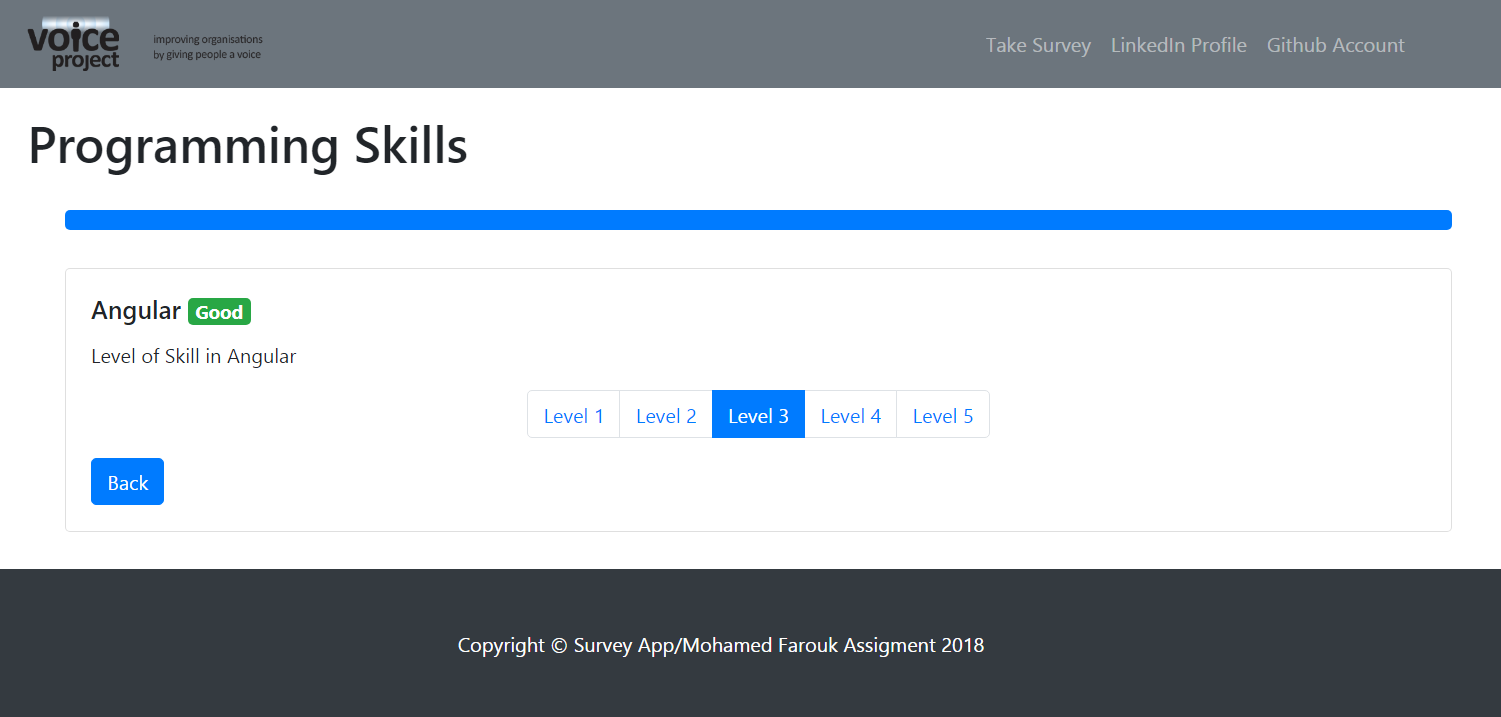 voice
project
improving organisations
by giving people a voice
Take Survey LinkedIn Profile Github Account
Programming Skills
Angular Good
Level of Skill in Angular
Level 1 Level 2 Level 3 Level 4 Level 5
Back
Copyright © Survey App/Mohamed Farouk Assigment 2018